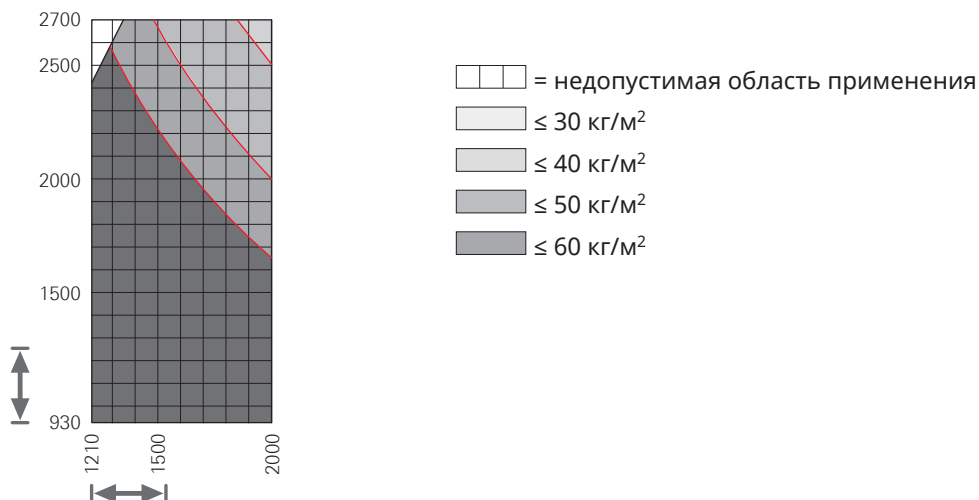 2700
2500
2000
1500
930
1210
1500
2000
= недопустимая область применения
≤ 30 кг/м²
≤ 40 кг/м²
≤ 50 кг/м²
≤ 60 кг/м²